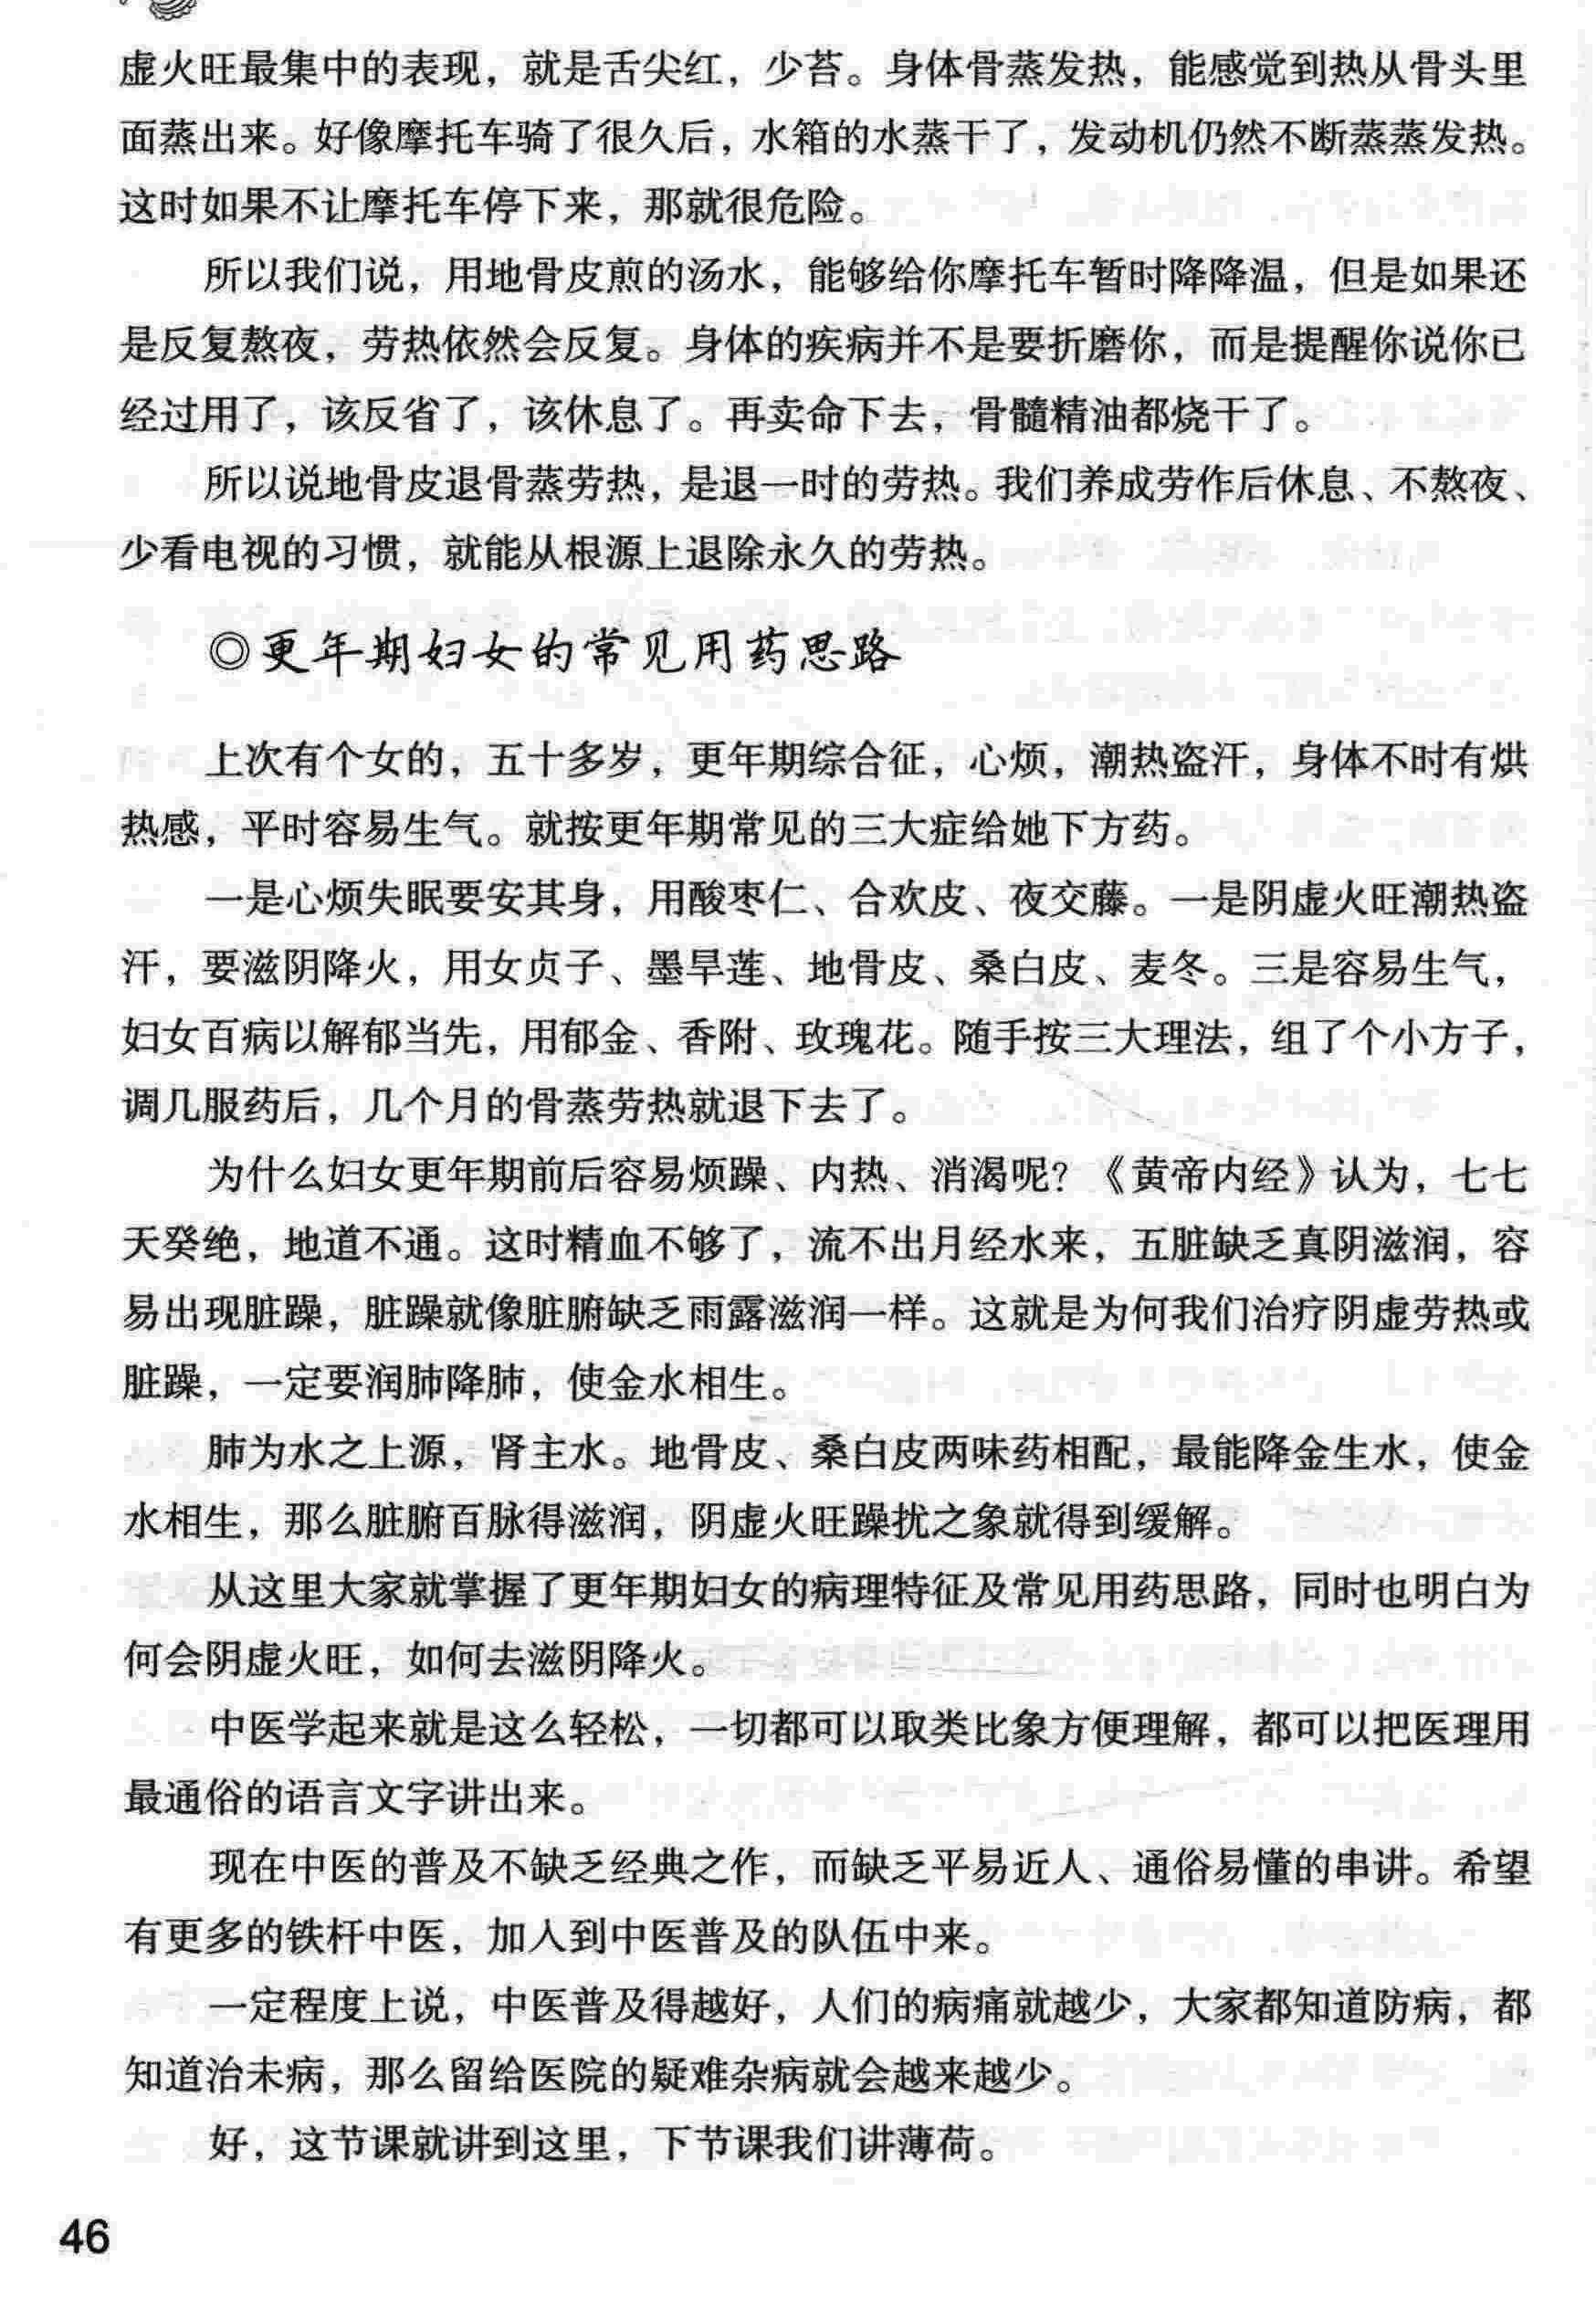 虚火旺最集中的表现，就是舌尖红，少苔。身体骨蒸发热，能感觉到热从骨头里
面蒸出来。好像摩托车骑了很久后，水箱的水蒸干了，发动机仍然不断蒸蒸发热。
这时如果不让摩托车停下来，那就很危险。
所以我们说，用地骨皮煎的汤水，能够给你摩托车暂时降降温，但是如果还
是反复熬夜，劳热依然会反复。身体的疾病并不是要折磨你，而是提醒你说你已
经过用了，该反省了，该休息了。再卖命下去，骨髓精油都烧干了。
所以说地骨皮退骨蒸劳热，是退一时的劳热。我们养成劳作后休息、不熬夜、
少看电视的习惯，就能从根源上退除永久的劳热。
◎更年期妇女的常见用药思路
上次有个女的，五十多岁，更年期综合征，心烦，潮热盗汗，身体不时有烘
热感，平时容易生气。就按更年期常见的三大症给她下方药。
一是心烦失眠要安其身，用酸枣仁、合欢皮、夜交藤。一是阴虚火旺潮热盗
汗，要滋阴降火，用女贞子、墨旱莲、地骨皮、桑白皮、麦冬。三是容易生气，
妇女百病以解郁当先，用郁金、香附、玫瑰花。随手按三大理法，组了个小方子，
调几服药后，几个月的骨蒸劳热就退下去了。
为什么妇女更年期前后容易烦躁、内热、消渴呢？《黄帝内经》认为，七七
天癸绝，地道不通。这时精血不够了，流不出月经水来，五脏缺乏真阴滋润，容
易出现脏躁，脏躁就像脏腑缺乏雨露滋润一样。这就是为何我们治疗阴虚劳热或
脏躁，一定要润肺降肺，使金水相生。
肺为水之上源，肾主水。地骨皮、桑白皮两味药相配，最能降金生水，使金
水相生，那么脏腑百脉得滋润，阴虚火旺躁扰之象就得到缓解。
从这里大家就掌握了更年期妇女的病理特征及常见用药思路，同时也明白为
何会阴虚火旺，如何去滋阴降火。
中医学起来就是这么轻松，一切都可以取类比象方便理解，都可以把医理用
最通俗的语言文字讲出来。
现在中医的普及不缺乏经典之作，而缺乏平易近人、通俗易懂的串讲。希望
有更多的铁杆中医，加入到中医普及的队伍中来。
一定程度上说，中医普及得越好，人们的病痛就越少，大家都知道防病，都
知道治未病，那么留给医院的疑难杂病就会越来越少。
好，这节课就讲到这里，下节课我们讲薄荷。
46